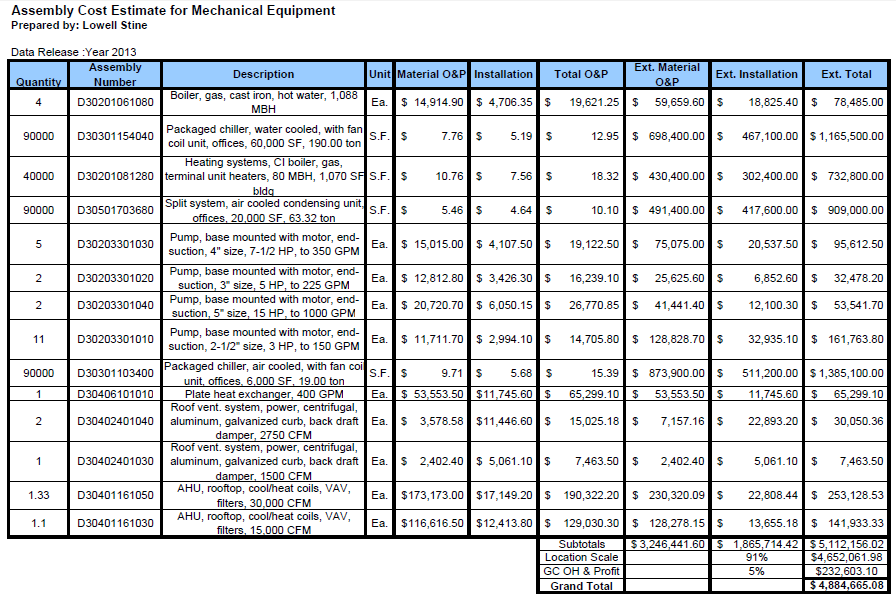 Assembly Cost Estimate for Mechanical Equipment
Prepared by: Lowell Stine
Data Release :Year 2013
Quantity Assembly Number Description Unit Material O&P Installation Total O&P Ext. Material O&P Ext. Installation Ext. Total
4 D30201061080 Boiler, gas, cast iron, hot water, 1,088 MBH Ea. $ 14,914.90 $ 4,706.35 $ 19,621.25 $ 59,659.60 $ 18,825.40 $ 78,485.00
90000 D30301154040 Packaged chiller, water cooled, with fan coil unit, offices, 60,000 SF, 190.00 ton S.F. $ 7.76 $ 5.19 $ 12.95 $ 698,400.00 $ 467,100.00 $ 1,165,500.00
40000 D30201081280 Heating systems, CI boiler, gas, terminal unit heaters, 80 MBH, 1,070 SF bldg S.F. $ 10.76 $ 7.56 $ 18.32 $ 430,400.00 $ 302,400.00 $ 732,800.00
90000 D30501703680 Split system, air cooled condensing unit, offices, 20,000 SF, 63.32 ton S.F. $ 5.46 $ 4.64 $ 10.10 $ 491,400.00 $ 417,600.00 $ 909,000.00
5 D30203301030 Pump, base mounted with motor, end-suction, 4" size, 7-1/2 HP, to 350 GPM Ea. $ 15,015.00 $ 4,107.50 $ 19,122.50 $ 75,075.00 $ 20,537.50 $ 95,612.50
2 D30203301020 Pump, base mounted with motor, end-suction, 3" size, 5 HP, to 225 GPM Ea. $ 12,812.80 $ 3,426.30 $ 16,239.10 $ 25,625.60 $ 6,852.60 $ 32,478.20
2 D30203301040 Pump, base mounted with motor, end-suction, 5" size, 15 HP, to 1000 GPM Ea. $ 20,720.70 $ 6,050.15 $ 26,770.85 $ 41,441.40 $ 12,100.30 $ 53,541.70
11 D30203301010 Pump, base mounted with motor, end-suction, 2-1/2" size, 3 HP, to 150 GPM Ea. $ 11,711.70 $ 2,994.10 $ 14,705.80 $ 128,828.70 $ 32,935.10 $ 161,763.80
90000 D30301103400 Packaged chiller, air cooled, with fan coil unit, offices, 6,000 SF, 19.00 ton S.F. $ 9.71 $ 5.68 $ 15.39 $ 873,900.00 $ 511,200.00 $ 1,385,100.00
1 D30406101010 Plate heat exchanger, 400 GPM Ea. $ 53,553.50 $11,745.60 $ 65,299.10 $ 53,553.50 $ 11,745.60 $ 65,299.10
2 D30402401040 Roof vent. system, power, centrifugal, aluminum, galvanized curb, back draft damper, 2750 CFM Ea. $ 3,578.58 $11,446.60 $ 15,025.18 $ 7,157.16 $ 22,893.20 $ 30,050.36
1 D30402401030 Roof vent. system, power, centrifugal, aluminum, galvanized curb, back draft damper, 1500 CFM Ea. $ 2,402.40 $ 5,061.10 $ 7,463.50 $ 2,402.40 $ 5,061.10 $ 7,463.50
1.33 D30401161050 AHU, rooftop, cool/heat coils, VAV, filters, 30,000 CFM Ea. $173,173.00 $17,149.20 $ 190,322.20 $ 230,320.09 $ 22,808.44 $ 253,128.53
1.1 D30401161030 AHU, rooftop, cool/heat coils, VAV, filters, 15,000 CFM Ea. $116,616.50 $12,413.80 $ 129,030.30 $ 128,278.15 $ 13,655.18 $ 141,933.33
Subtotals $ 3,246,441.60 $ 1,865,714.42 $ 5,112,156.02
Location Scale 91% $4,652,061.98
GC OH & Profit 5% $232,603.10
Grand Total $ 4,884,665.08